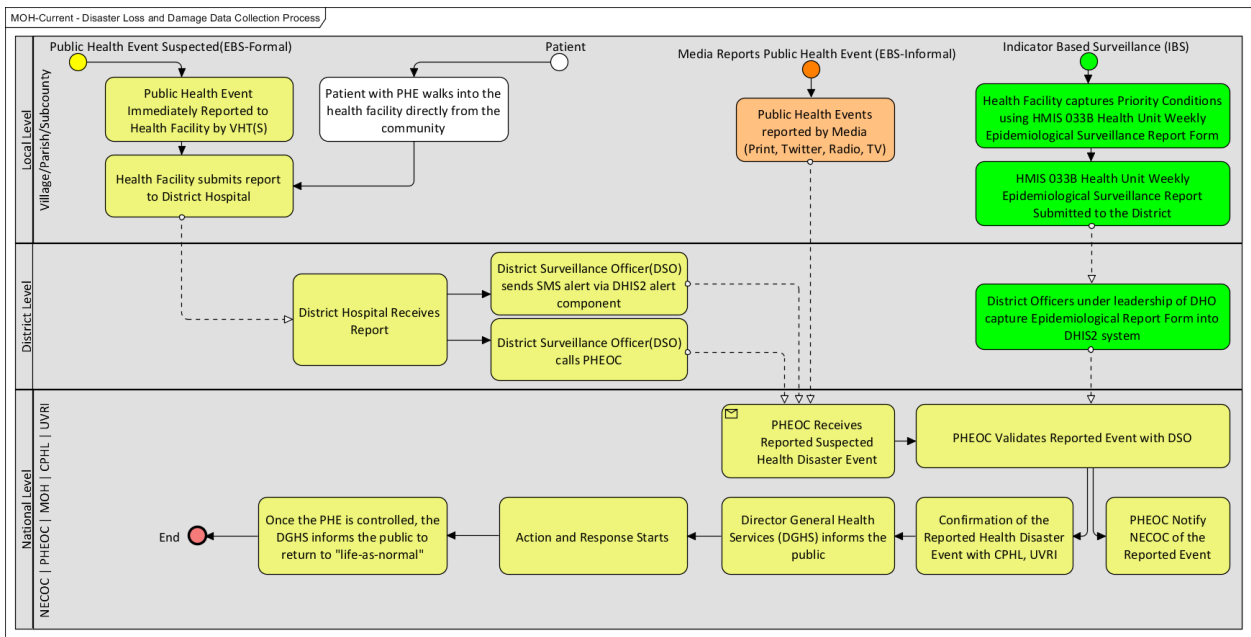 MOH-Current - Disaster Loss and Damage Data Collection Process
Local Level
Village/Parish/Subcounty
Public Health Event Suspected(EBS-Formal)
Public Health Event
Immediately Reported to
Health Facility by VHT(S)
Health Facility submits report
to District Hospital
Patient
Patient with PHE walks into the
health facility directly from the
community
Media Reports Public Health Event (EBS-Informal)
Public Health Events
reported by Media
(Print, Twitter, Radio, TV)
Indicator Based Surveillance (IBS)
Health Facility captures Priority Conditions
using HMIS 033B Health Unit Weekly
Epidemiological Surveillance Report Form
HMIS 033B Health Unit Weekly
Epidemiological Surveillance Report
Submitted to the District
District Level
District Hospital Receives
Report
District Surveillance Officer(DSO)
sends SMS alert via DHIS2 alert
component
District Surveillance Officer(DSO)
calls PHEOC
District Officers under leadership of DHO
capture Epidemiological Report Form into
DHIS2 system
National Level
NECOC | PHEOC | MOH | CPHL | UVRI
PHEOC Receives
Reported Suspected
Health Disaster Event
PHEOC Validates Reported Event with DSO
PHEOC Notify
NECOC of the
Reported Event
Confirmation of the
Reported Health Disaster
Event with CPHL, UVRI
Director General Health
Services (DGHS) informs the
public
Action and Response Starts
Once the PHE is controlled, the
DGHS informs the public to
return to "life-as-normal"
End